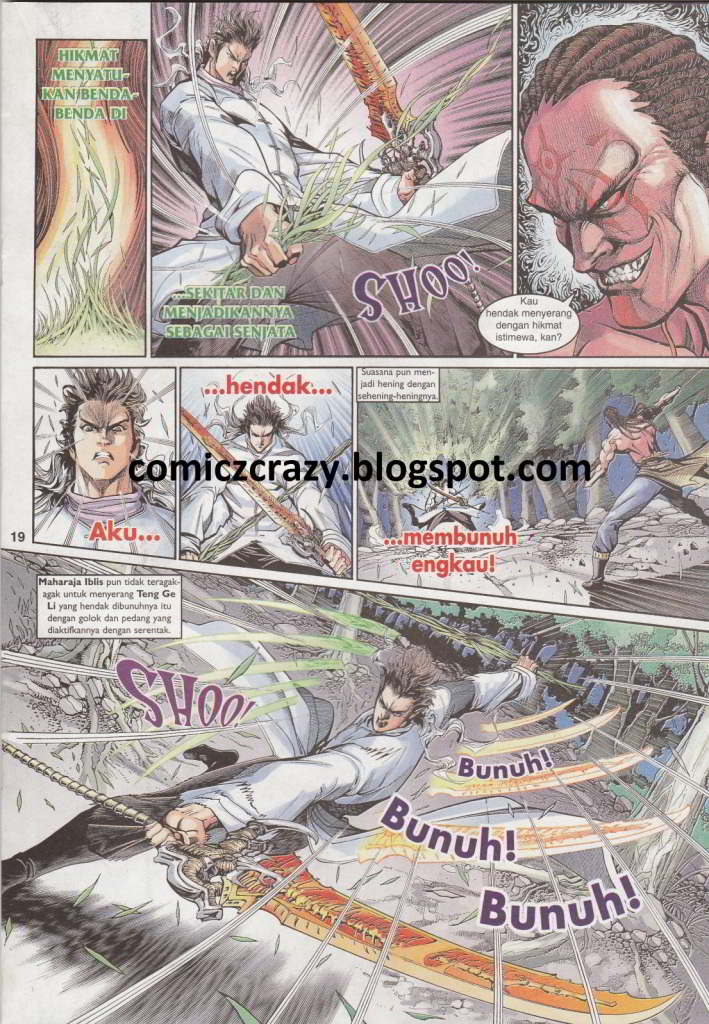 HIKMAT
MENYATU-
KAN BENDA-
BENDA DI
...SEKITAR DAN
MENJADIKANNYA
SEBAGAI SENJATA
SHOO!
Kau
hendak menyerang
dengan hikmat
istimewa, kan?
Aku...
...hendak...
Suasana pun men-
jadi hening dengan
sehening-heningnya.
...membunuh
engkau!
comiczcrazy.blogspot.com
19
Maharaja Iblis pun tidak teragak-
agak untuk menyerang Teng Ge
Li yang hendak dibunuhnya itu
dengan golok dan pedang yang
diaktifkannya dengan serentak.
SHOO!
Bunuh!
Bunuh!
Bunuh!